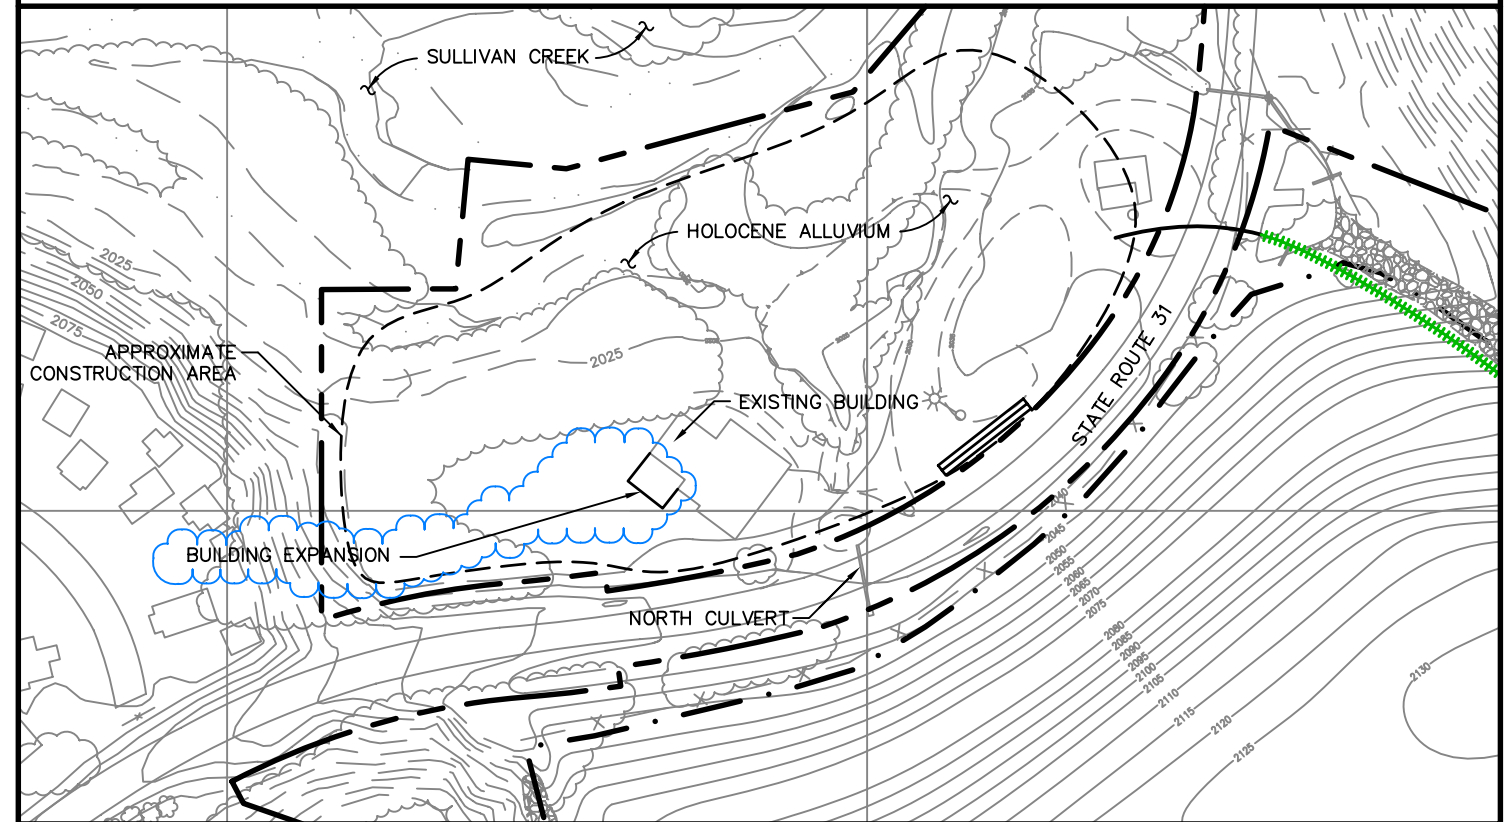 SULLIVAN CREEK
HOLOCENE ALLUVIUM
2025
2050
2075
STATE ROUTE 31
APPROXIMATE
CONSTRUCTION AREA
2025
EXISTING BUILDING
BUILDING EXPANSION
NORTH CULVERT
2040
2045
2050
2055
2060
2065
2070
2075
2080
2085
2090
2095
2100
2105
2110
2115
2120
2125
2130